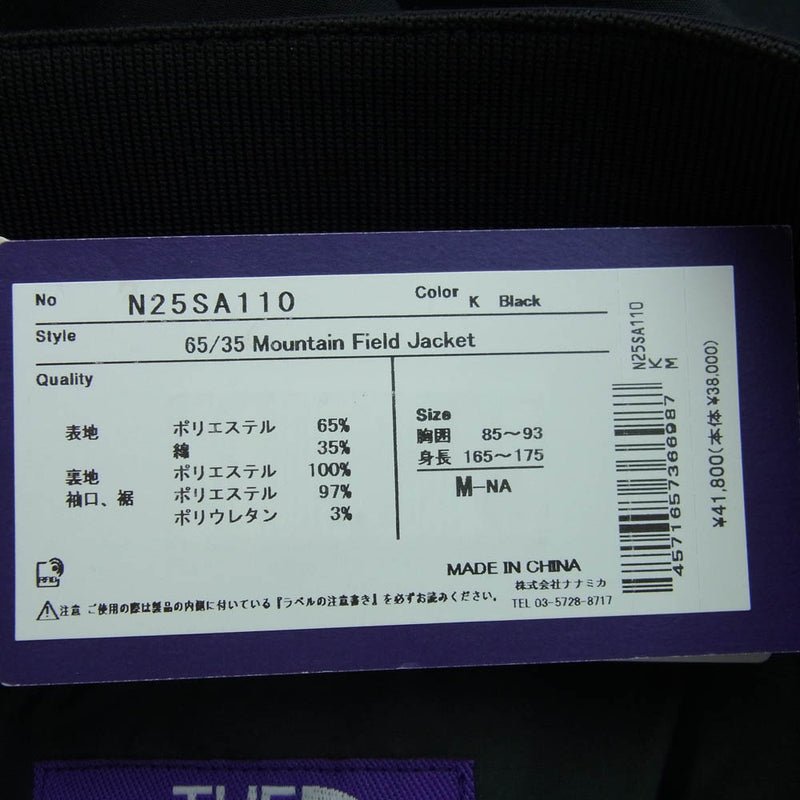 No N25SA110 Color K Black
Style 65/35 Mountain Field Jacket
Quality
表地 ポリエステル 65%
綿 35%
裏地 ポリエステル 100%
袖口、裾 ポリエステル 97%
ポリウレタン 3%
Size
胸囲 85～93
身長 165～175
M-NA
MADE IN CHINA
株式会社ナナミカ
TEL 03-5728-8717
注意 ご使用の際は製品の内側に付いている『ラベルの注意書き』を必ずお読みください。
N25SA110
K
M
4571657366987
¥41,800(本体¥38,000)
THE